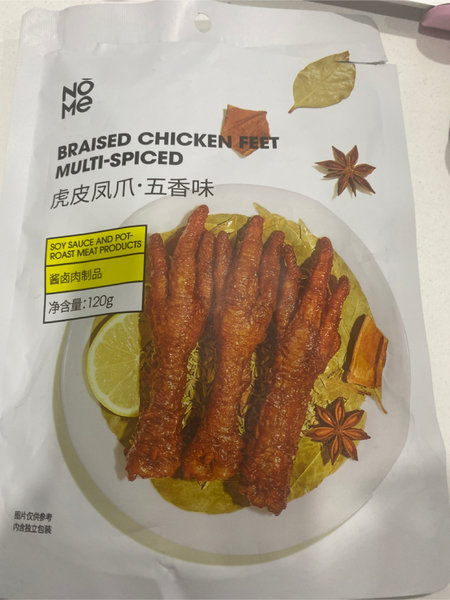 NŌ
Me
BRAISED CHICKEN FEET
MULTI-SPICED
虎皮凤爪·五香味
SOY SAUCE AND POT-
ROAST MEAT PRODUCTS
酱卤肉制品
净含量:120g
图片仅供参考
内含独立包装